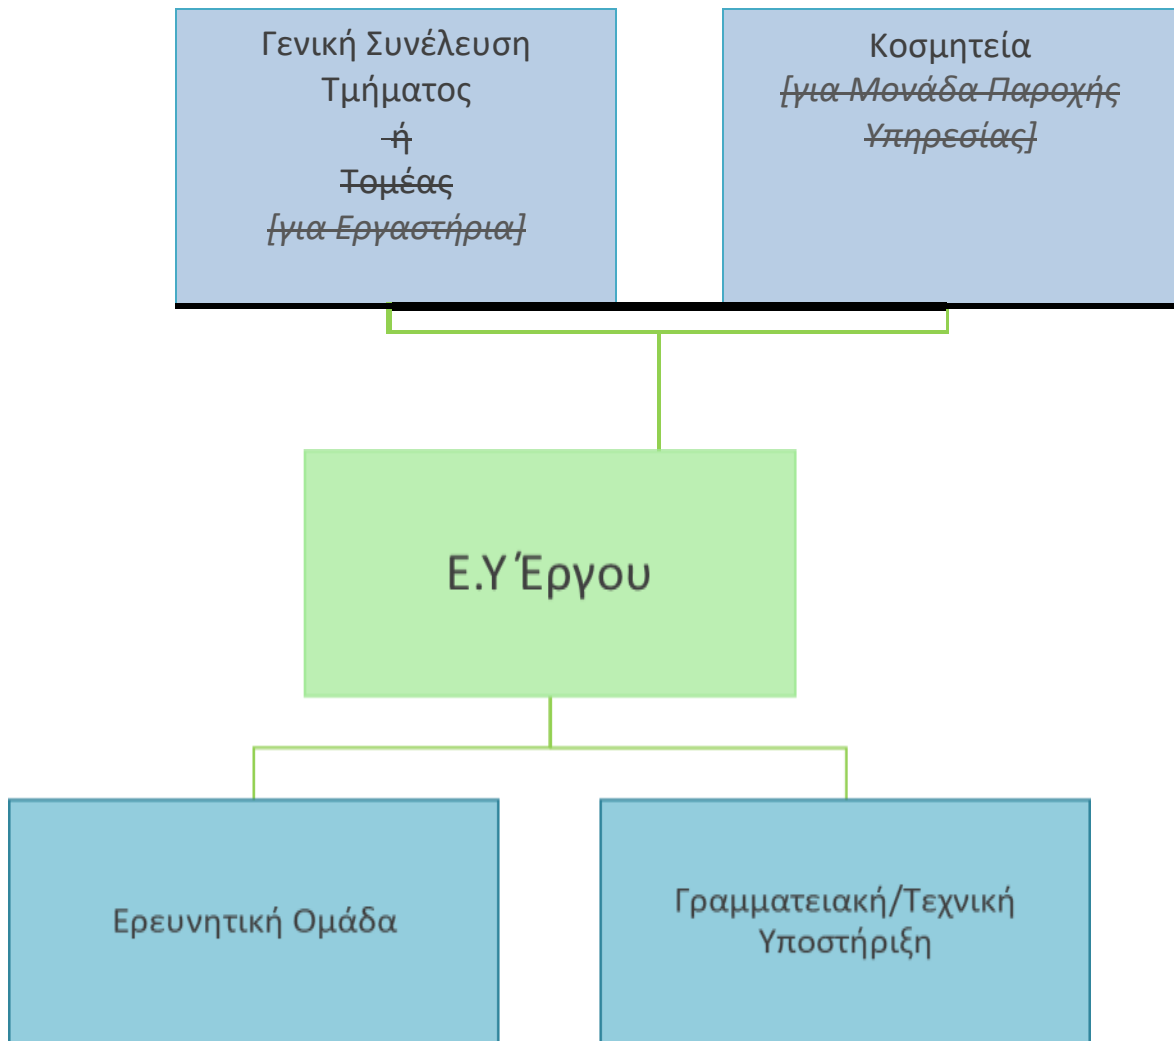 Γενική Συνέλευση
Τμήματος
ή
Τομέας
[για Εργαστήρια]
Κοσμητεία
[για Μονάδα Παροχής
Υπηρεσίας]
Ε.Υ Έργου
Ερευνητική Ομάδα
Γραμματειακή/Τεχνική
Υποστήριξη